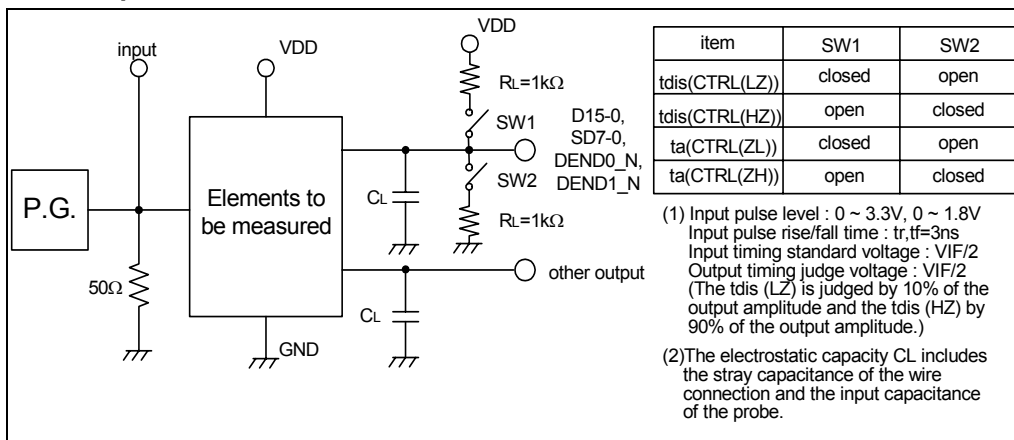 input
VDD
VDD
RL=1kΩ
SW1
D15-0,
SD7-0,
DEND0_N,
DEND1_N
SW2
RL=1kΩ
CL
P.G.
Elements to
be measured
50Ω
other output
CL
GND
item SW1 SW2
tdis(CTRL(LZ)) closed open
tdis(CTRL(HZ)) open closed
ta(CTRL(ZL)) closed open
ta(CTRL(ZH)) open closed
(1) Input pulse level : 0 ~ 3.3V, 0 ~ 1.8V
Input pulse rise/fall time : tr,tf=3ns
Input timing standard voltage : VIF/2
Output timing judge voltage : VIF/2
(The tdis (LZ) is judged by 10% of the
output amplitude and the tdis (HZ) by
90% of the output amplitude.)
(2)The electrostatic capacity CL includes
the stray capacitance of the wire
connection and the input capacitance
of the probe.